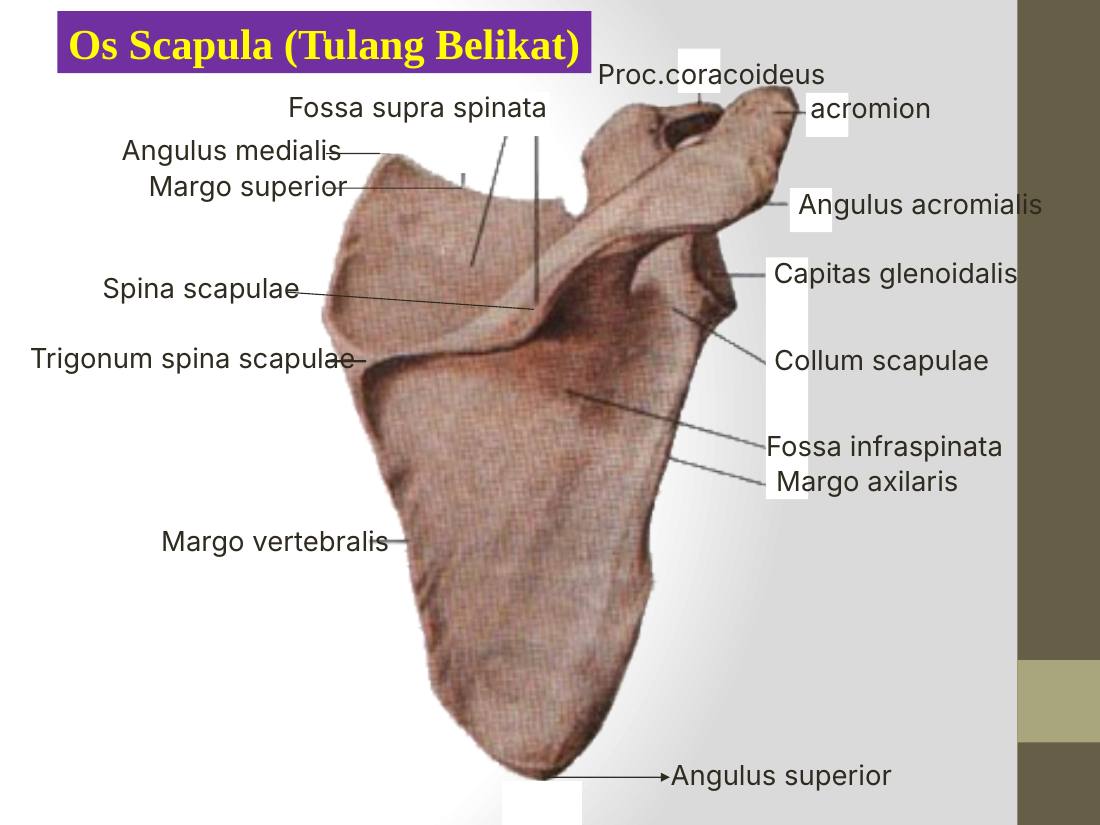 Os Scapula (Tulang Belikat)
Proc.coracoideus
Fossa supra spinata
acromion
Angulus medialis
Margo superior
Angulus acromialis
Capitas glenoidalis
Spina scapulae
Trigonum spina scapulae
Collum scapulae
Fossa infraspinata
Margo axilaris
Margo vertebralis
Angulus superior